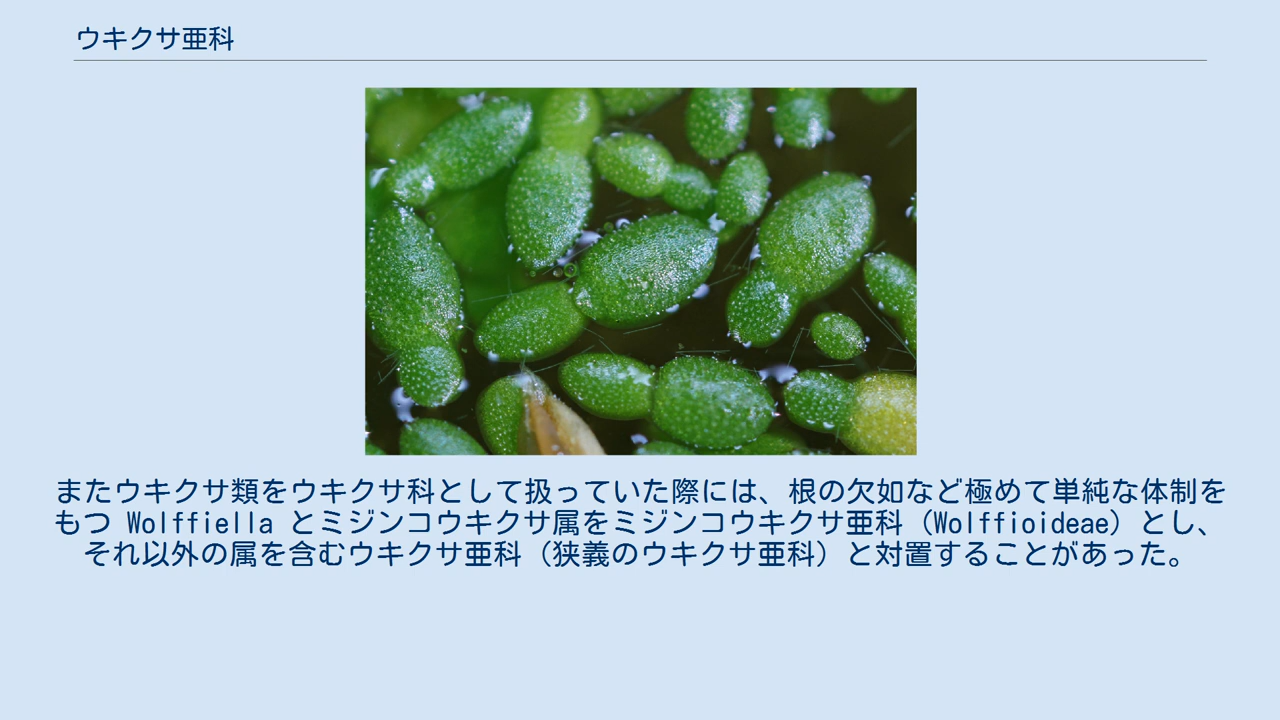 ウキクサ亜科
またウキクサ類をウキクサ科として扱っていた際には、根の欠如など極めて単純な体制を
もつ Wolffiella とミジンコウキクサ属をミジンコウキクサ亜科（Wolffioideae）とし、
それ以外の属を含むウキクサ亜科（狭義のウキクサ亜科）と対置することがあった。